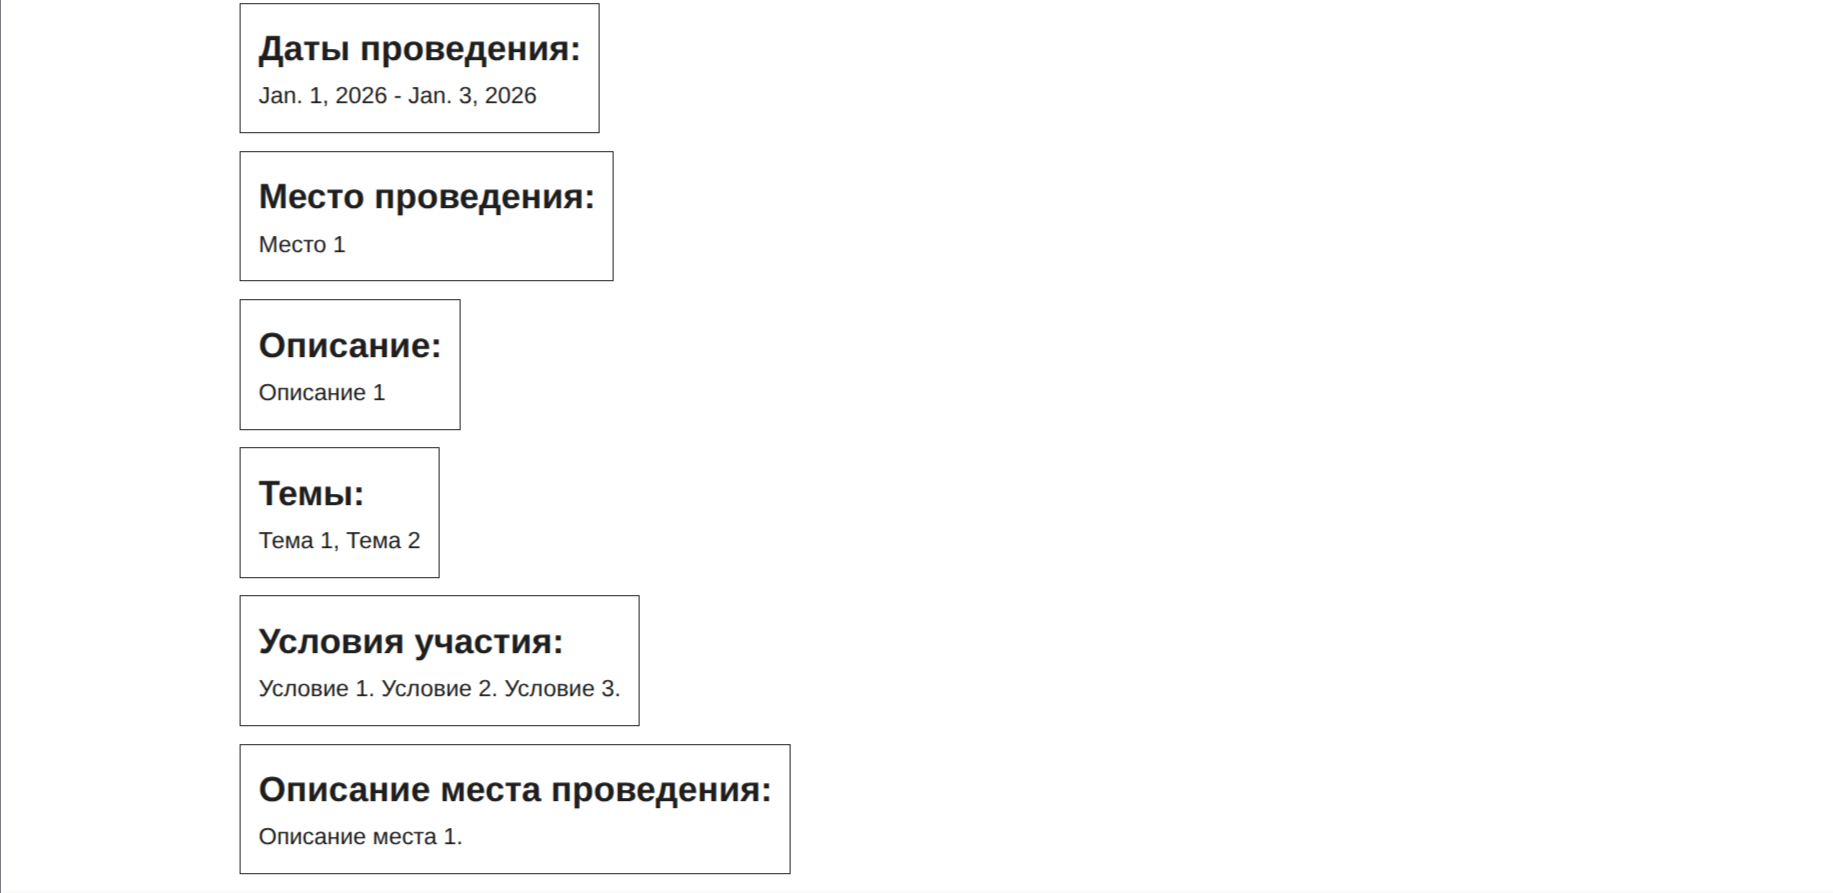 Даты проведения:
Jan. 1, 2026 - Jan. 3, 2026
Место проведения:
Место 1
Описание:
Описание 1
Темы:
Тема 1, Тема 2
Условия участия:
Условие 1. Условие 2. Условие 3.
Описание места проведения:
Описание места 1.